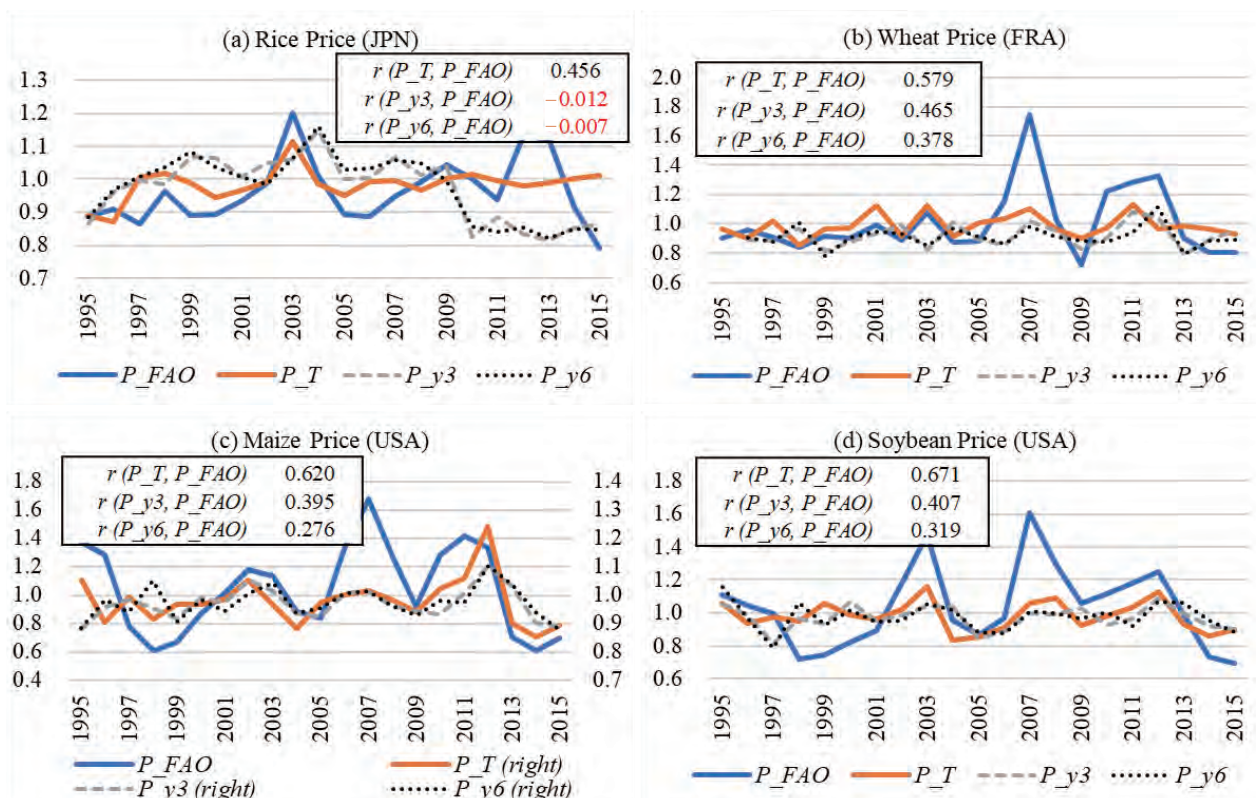 (a) Rice Price (JPN)
r (P_T, P_FAO) 0.456
r (P_y3, P_FAO) −0.012
r (P_y6, P_FAO) −0.007
1.3
1.2
1.1
1.0
0.9
0.8
0.7
1995 1997 1999 2001 2003 2005 2007 2009 2011 2013 2015
P_FAO P_T P_y3 P_y6
(b) Wheat Price (FRA)
r (P_T, P_FAO) 0.579
r (P_y3, P_FAO) 0.465
r (P_y6, P_FAO) 0.378
2.0
1.8
1.6
1.4
1.2
1.0
0.8
0.6
1995 1997 1999 2001 2003 2005 2007 2009 2011 2013 2015
P_FAO P_T P_y3 P_y6
(c) Maize Price (USA)
r (P_T, P_FAO) 0.620
r (P_y3, P_FAO) 0.395
r (P_y6, P_FAO) 0.276
1.8 1.4
1.6 1.3
1.4 1.2
1.2 1.1
1.0 1.0
0.8 0.9
0.6 0.8
0.4 0.7
1995 1997 1999 2001 2003 2005 2007 2009 2011 2013 2015
P_FAO P_T (right)
P_y3 (right) P_y6 (right)
(d) Soybean Price (USA)
r (P_T, P_FAO) 0.671
r (P_y3, P_FAO) 0.407
r (P_y6, P_FAO) 0.319
1.8
1.6
1.4
1.2
1.0
0.8
0.6
1995 1997 1999 2001 2003 2005 2007 2009 2011 2013 2015
P_FAO P_T P_y3 P_y6